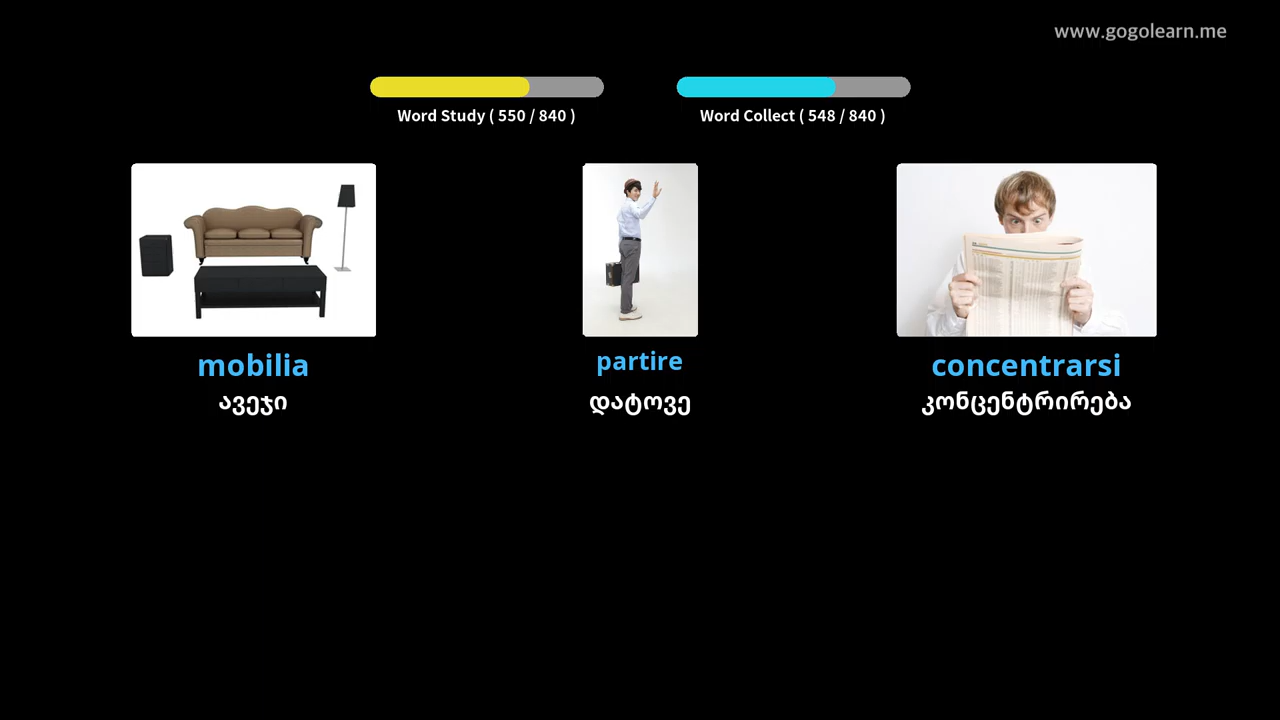 www.gogolearn.me
Word Study ( 550 / 840 )
Word Collect ( 548 / 840 )
mobilia
partire
concentrarsi
ავეჯი
დატოვე
კონცენტრირება